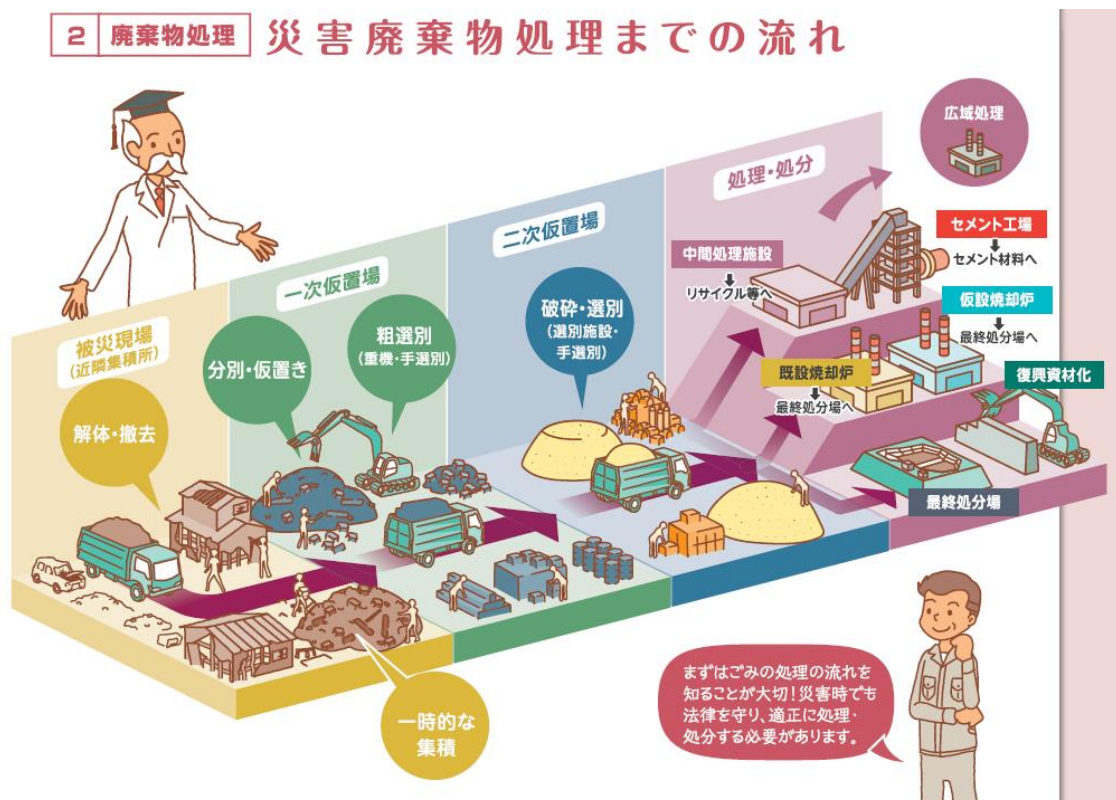 2 廃棄物処理 災害廃棄物処理までの流れ
被災現場
(近隣集積所)
解体・撤去
一時的な
集積
一次仮置場
分別・仮置き
粗選別
(重機・手選別)
二次仮置場
破砕・選別
(選別施設・
手選別)
処理・処分
広域処理
中間処理施設
リサイクル等へ
セメント工場
セメント材料へ
仮設焼却炉
最終処分場へ
既設焼却炉
最終処分場へ
復興資材化
最終処分場
まずはごみの処理の流れを
知ることが大切!災害時でも
法律を守り、適正に処理・
処分する必要があります。